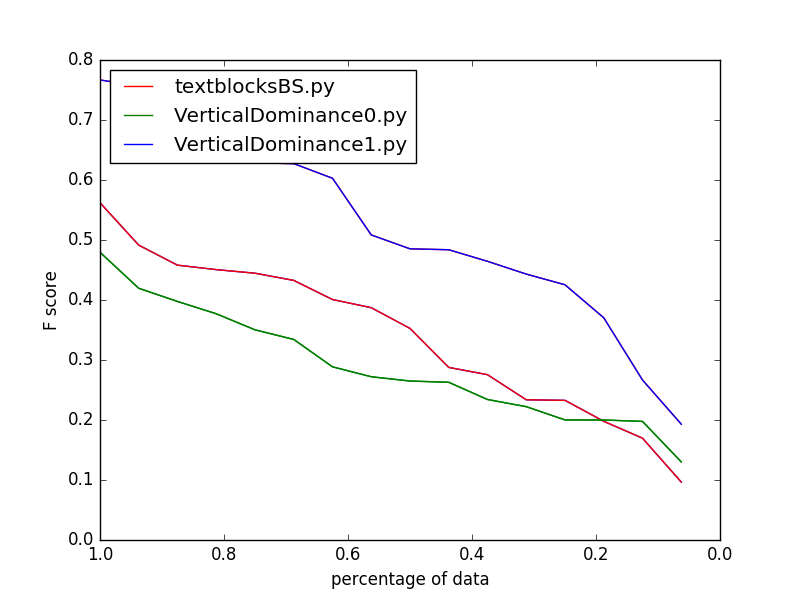 0.8
textblocksBS.py
VerticalDominance0.py
VerticalDominance1.py
0.7
0.6
0.5
0.4
0.3
0.2
0.1
0.0
F score
1.0 0.8 0.6 0.4 0.2 0.0
percentage of data